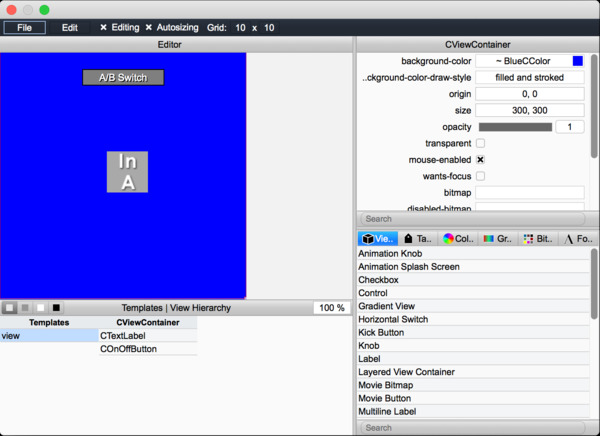 File Edit Editing Autosizing Grid: 10 x 10
Editor
A/B Switch
In
A
Templates | View Hierarchy 100 %
Templates CViewContainer
view CTextLabel
COnOffButton
CViewContainer
background-color ~ BlueCColor
..ckground-color-draw-style filled and stroked
origin 0, 0
size 300, 300
opacity 1
transparent
mouse-enabled
wants-focus
bitmap
disabled-bitmap
Search
Vie.. Ta.. Col.. Gr.. Bit.. Fo..
Animation Knob
Animation Splash Screen
Checkbox
Control
Gradient View
Horizontal Switch
Kick Button
Knob
Label
Layered View Container
Movie Bitmap
Movie Button
Multiline Label
Search